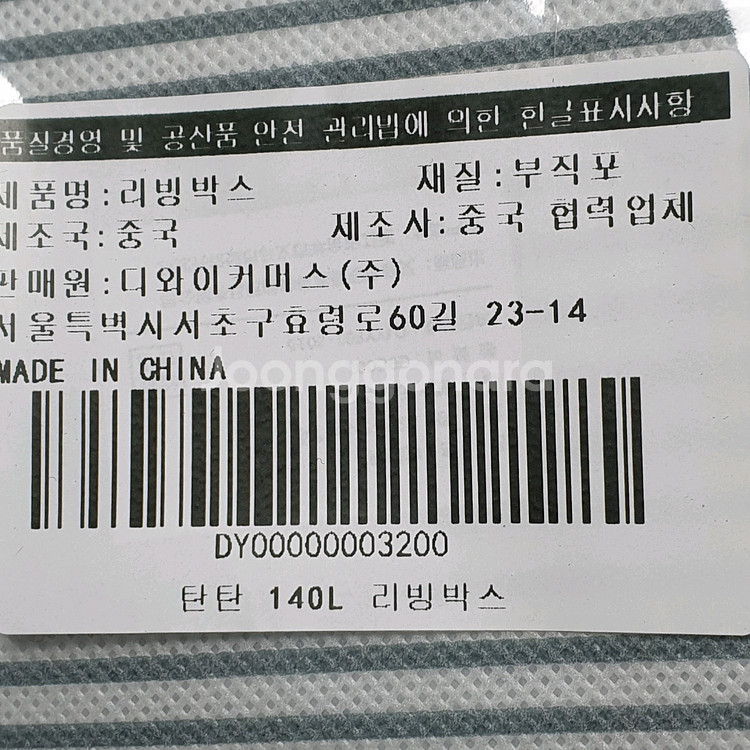 품질경영 및 공산품 안전 관리법에 의한 한글표시사항
제품명:리빙박스 재질:부직포
제조국:중국 제조사:중국 협력업체
판매원:디와이커머스(주)
서울특벽시서초구효령로60길 23-14
MADE IN CHINA
joonggonara
DY00000003200
탄탄 140L 리빙박스